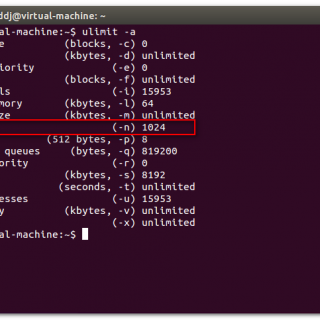 ddj@virtual-machine: ~
al-machine:~$ ulimit -a
e (blocks, -c) 0
(kbytes, -d) unlimited
iority (-e) 0
(blocks, -f) unlimited
ls (-i) 15953
mory (kbytes, -l) 64
ze (kbytes, -m) unlimited
(-n) 1024
(512 bytes, -p) 8
queues (bytes, -q) 819200
ority (-r) 0
(kbytes, -s) 8192
(seconds, -t) unlimited
esses (-u) 15953
y (kbytes, -v) unlimited
(-x) unlimited
al-machine:~$